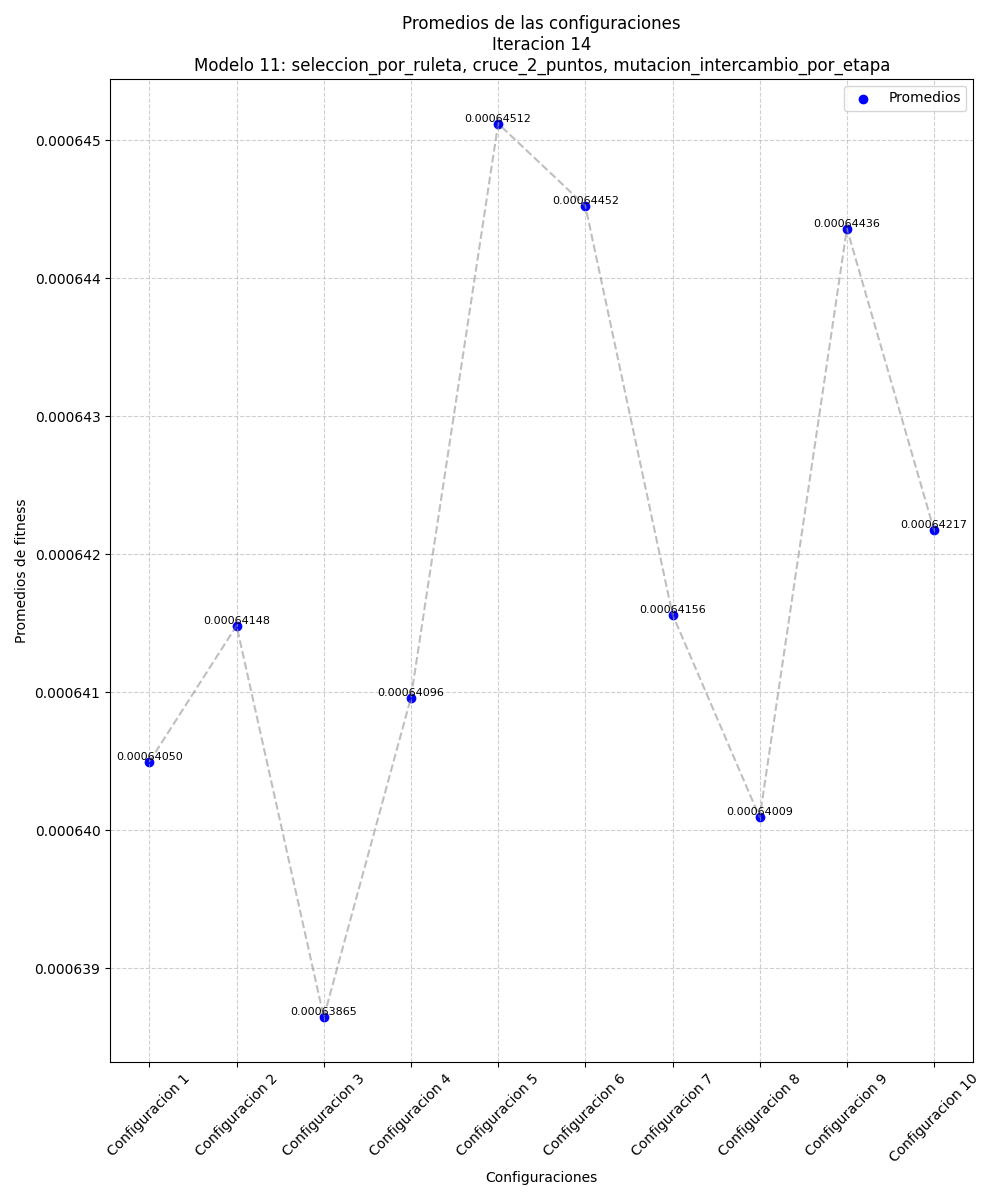 Promedios de las configuraciones
Iteracion 14
Modelo 11: seleccion_por_ruleta, cruce_2_puntos, mutacion_intercambio_por_etapa
Promedios
0.000645
0.000644
0.000643
0.000642
0.000641
0.000640
0.000639
Promedios de fitness
0.00064050
0.00064148
0.00063865
0.00064096
0.00064512
0.00064452
0.00064156
0.00064009
0.00064436
0.00064217
Configuracion 1
Configuracion 2
Configuracion 3
Configuracion 4
Configuracion 5
Configuracion 6
Configuracion 7
Configuracion 8
Configuracion 9
Configuracion 10
Configuraciones